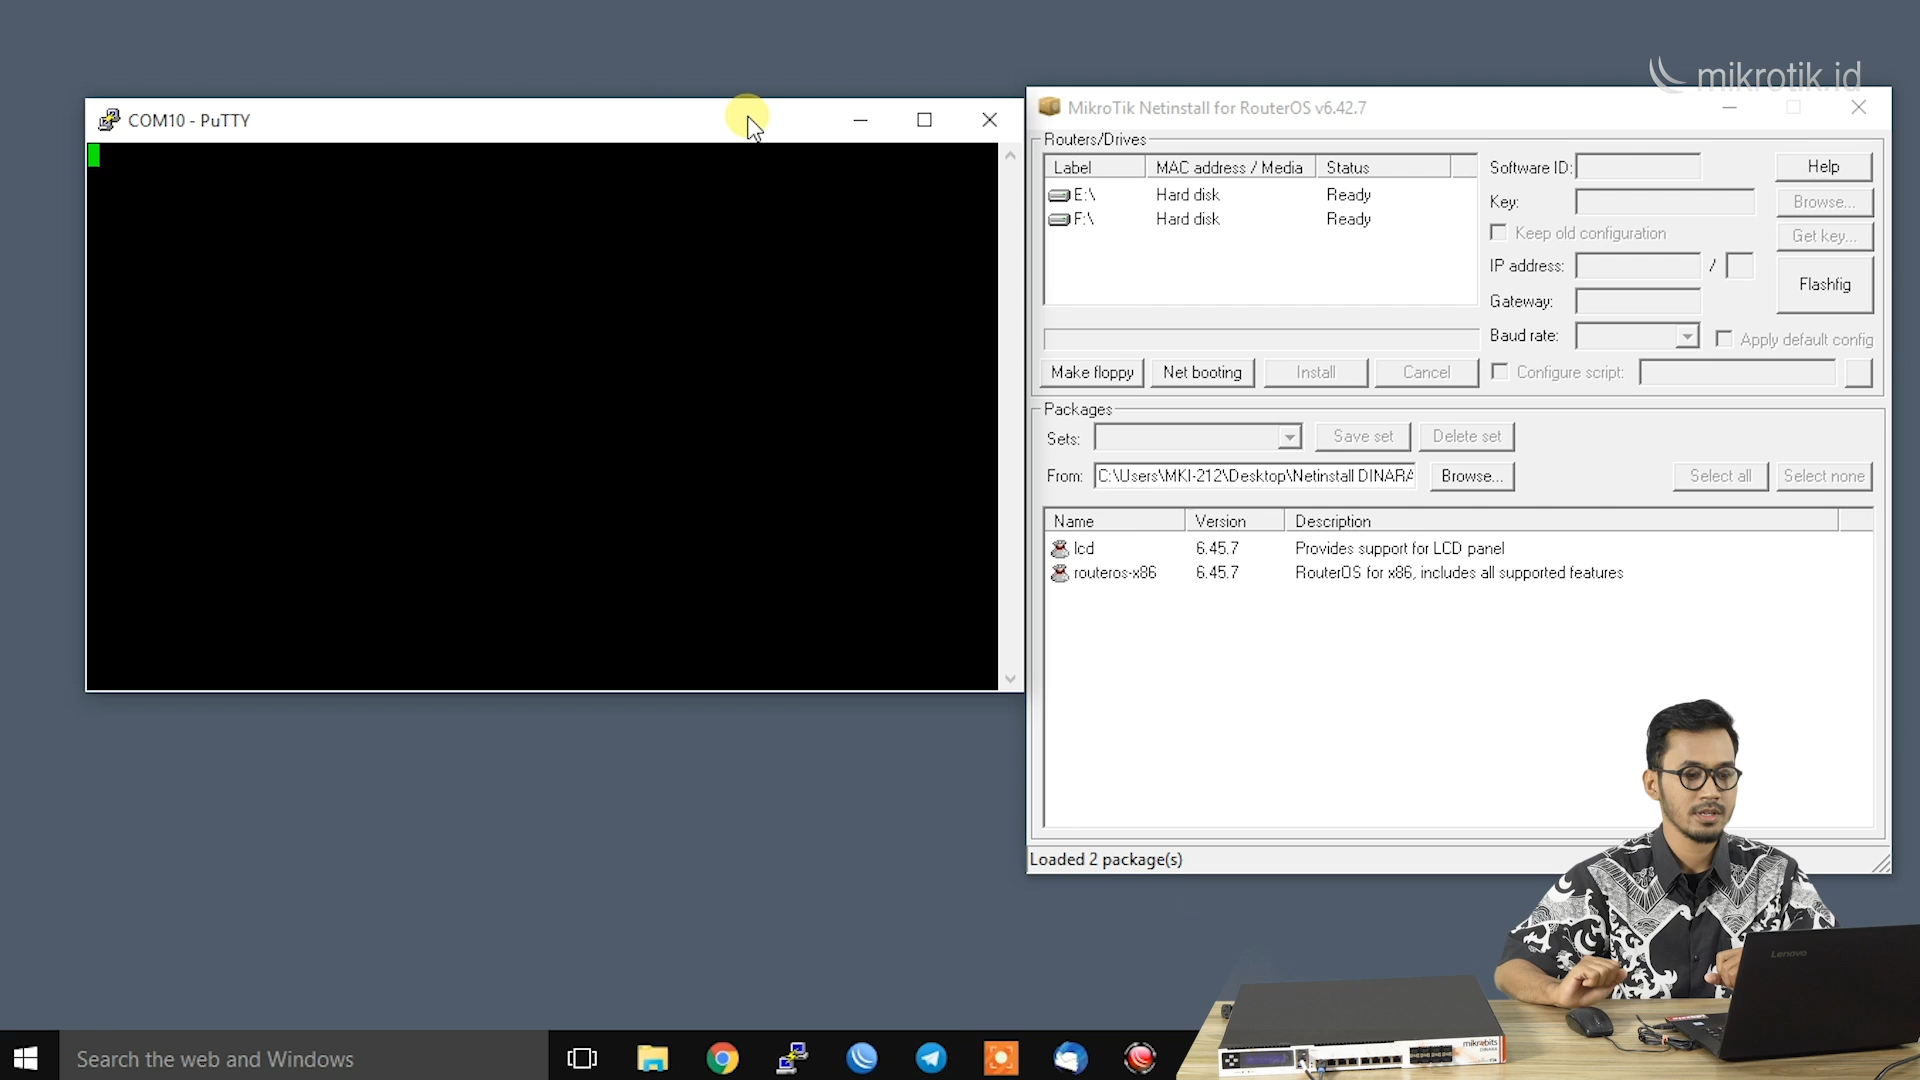 mikrotik.id
COM10 - PuTTY
MikroTik Netinstall for RouterOS v6.42.7
Routers/Drives
Label MAC address / Media Status
E:\ Hard disk Ready
F:\ Hard disk Ready
Software ID:
Help
Key:
Browse...
Keep old configuration
Get key...
IP address: /
Flashfig
Gateway:
Baud rate:
Apply default config
Make floppy Net booting Install Cancel
Configure script:
Packages
Sets:
Save set Delete set
From: C:\Users\MKI-212\Desktop\Netinstall DINARA
Browse...
Select all Select none
Name Version Description
lcd 6.45.7 Provides support for LCD panel
routeros-x86 6.45.7 RouterOS for x86, includes all supported features
Loaded 2 package(s)
Lenovo
mikrobits
DINARA
Search the web and Windows